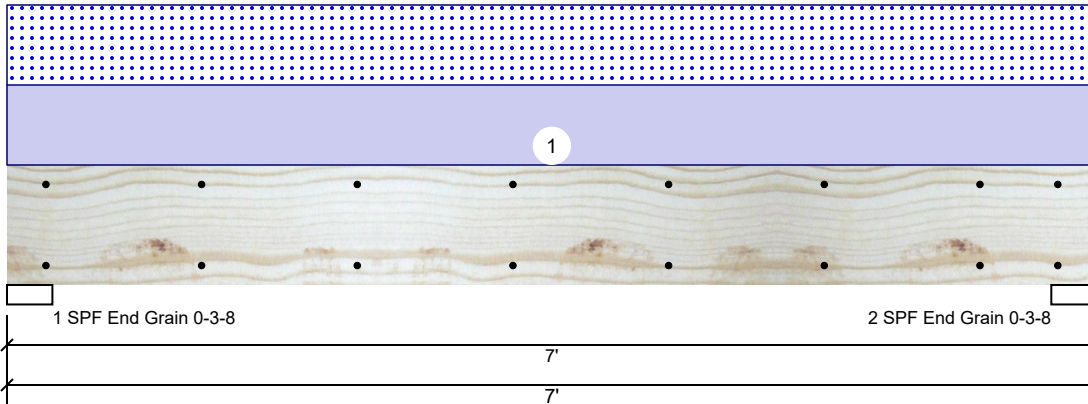 1
1 SPF End Grain 0-3-8
2 SPF End Grain 0-3-8
7'
7'